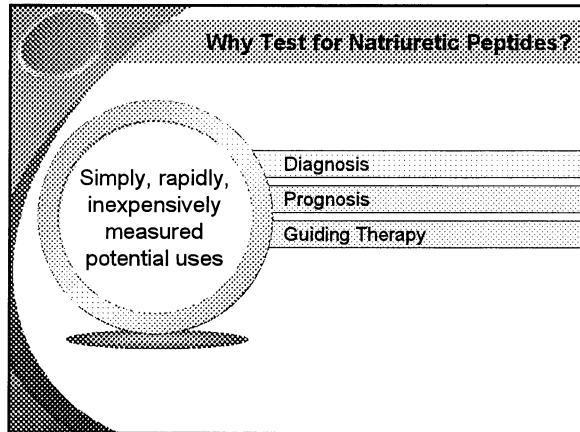 Why Test for Natriuretic Peptides?
Simply, rapidly,
inexpensively
measured
potential uses
Diagnosis
Prognosis
Guiding Therapy